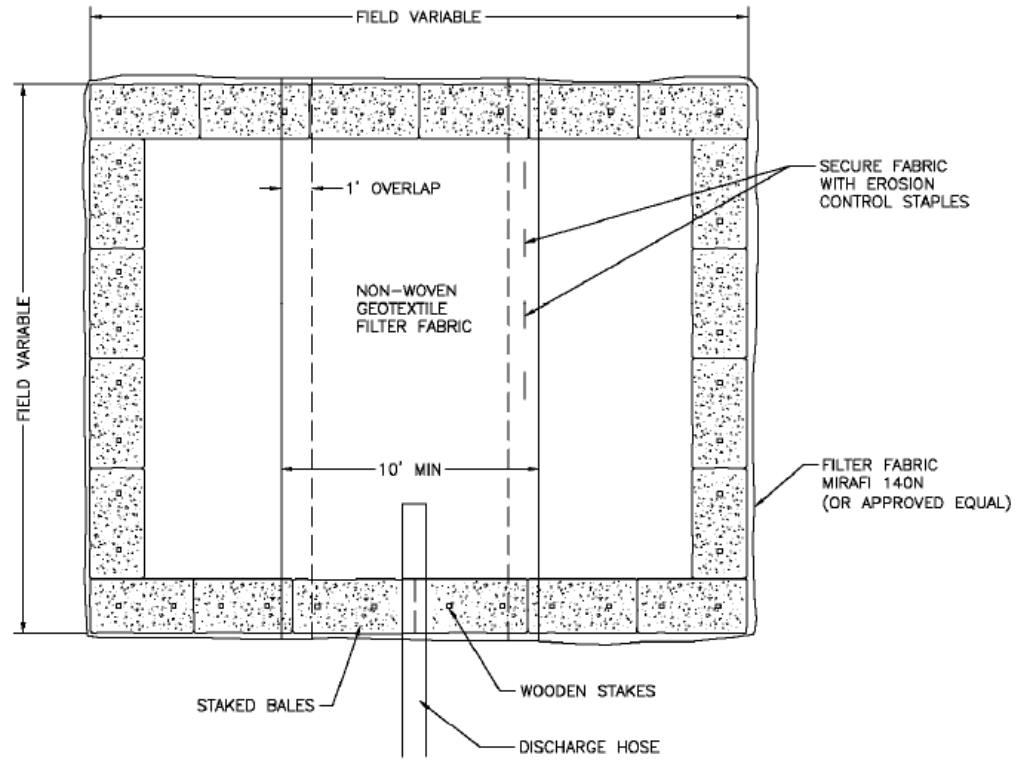 FIELD VARIABLE
1' OVERLAP
SECURE FABRIC
WITH EROSION
CONTROL STAPLES
NON-WOVEN
GEOTEXTILE
FILTER FABRIC
FIELD VARIABLE
10' MIN
FILTER FABRIC
MIRAFI 140N
(OR APPROVED EQUAL)
STAKED BALES
WOODEN STAKES
DISCHARGE HOSE